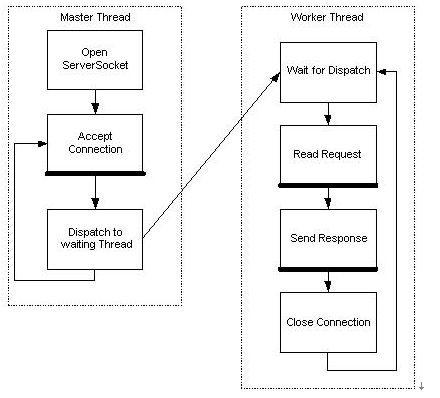 Master Thread
Open
ServerSocket
Accept
Connection
Dispatch to
waiting Thread
Worker Thread
Wait for Dispatch
Read Request
Send Response
Close Connection